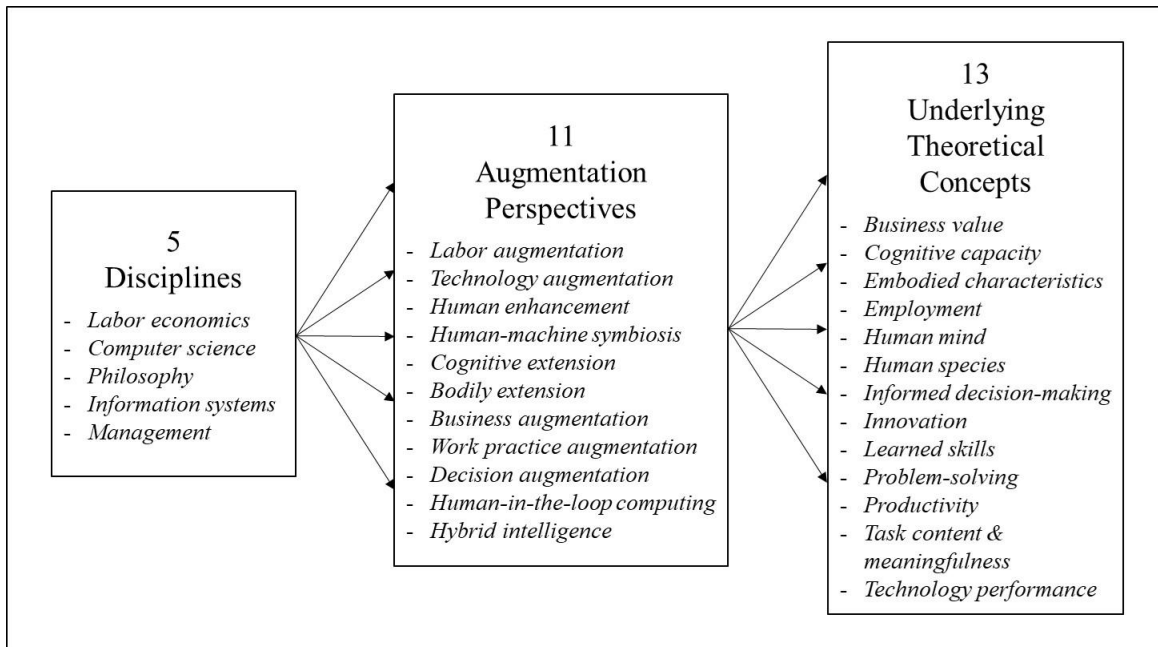 5
Disciplines
- Labor economics
- Computer science
- Philosophy
- Information systems
- Management
11
Augmentation
Perspectives
- Labor augmentation
- Technology augmentation
- Human enhancement
- Human-machine symbiosis
- Cognitive extension
- Bodily extension
- Business augmentation
- Work practice augmentation
- Decision augmentation
- Human-in-the-loop computing
- Hybrid intelligence
13
Underlying
Theoretical
Concepts
- Business value
- Cognitive capacity
- Embodied characteristics
- Employment
- Human mind
- Human species
- Informed decision-making
- Innovation
- Learned skills
- Problem-solving
- Productivity
- Task content &
meaningfulness
- Technology performance